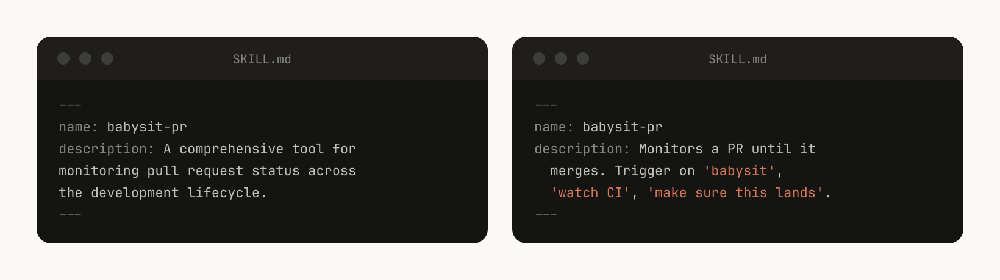 SKILL.md
---
name: babysit-pr
description: A comprehensive tool for
monitoring pull request status across
the development lifecycle.
---
SKILL.md
---
name: babysit-pr
description: Monitors a PR until it
merges. Trigger on 'babysit',
'watch CI', 'make sure this lands'.
---